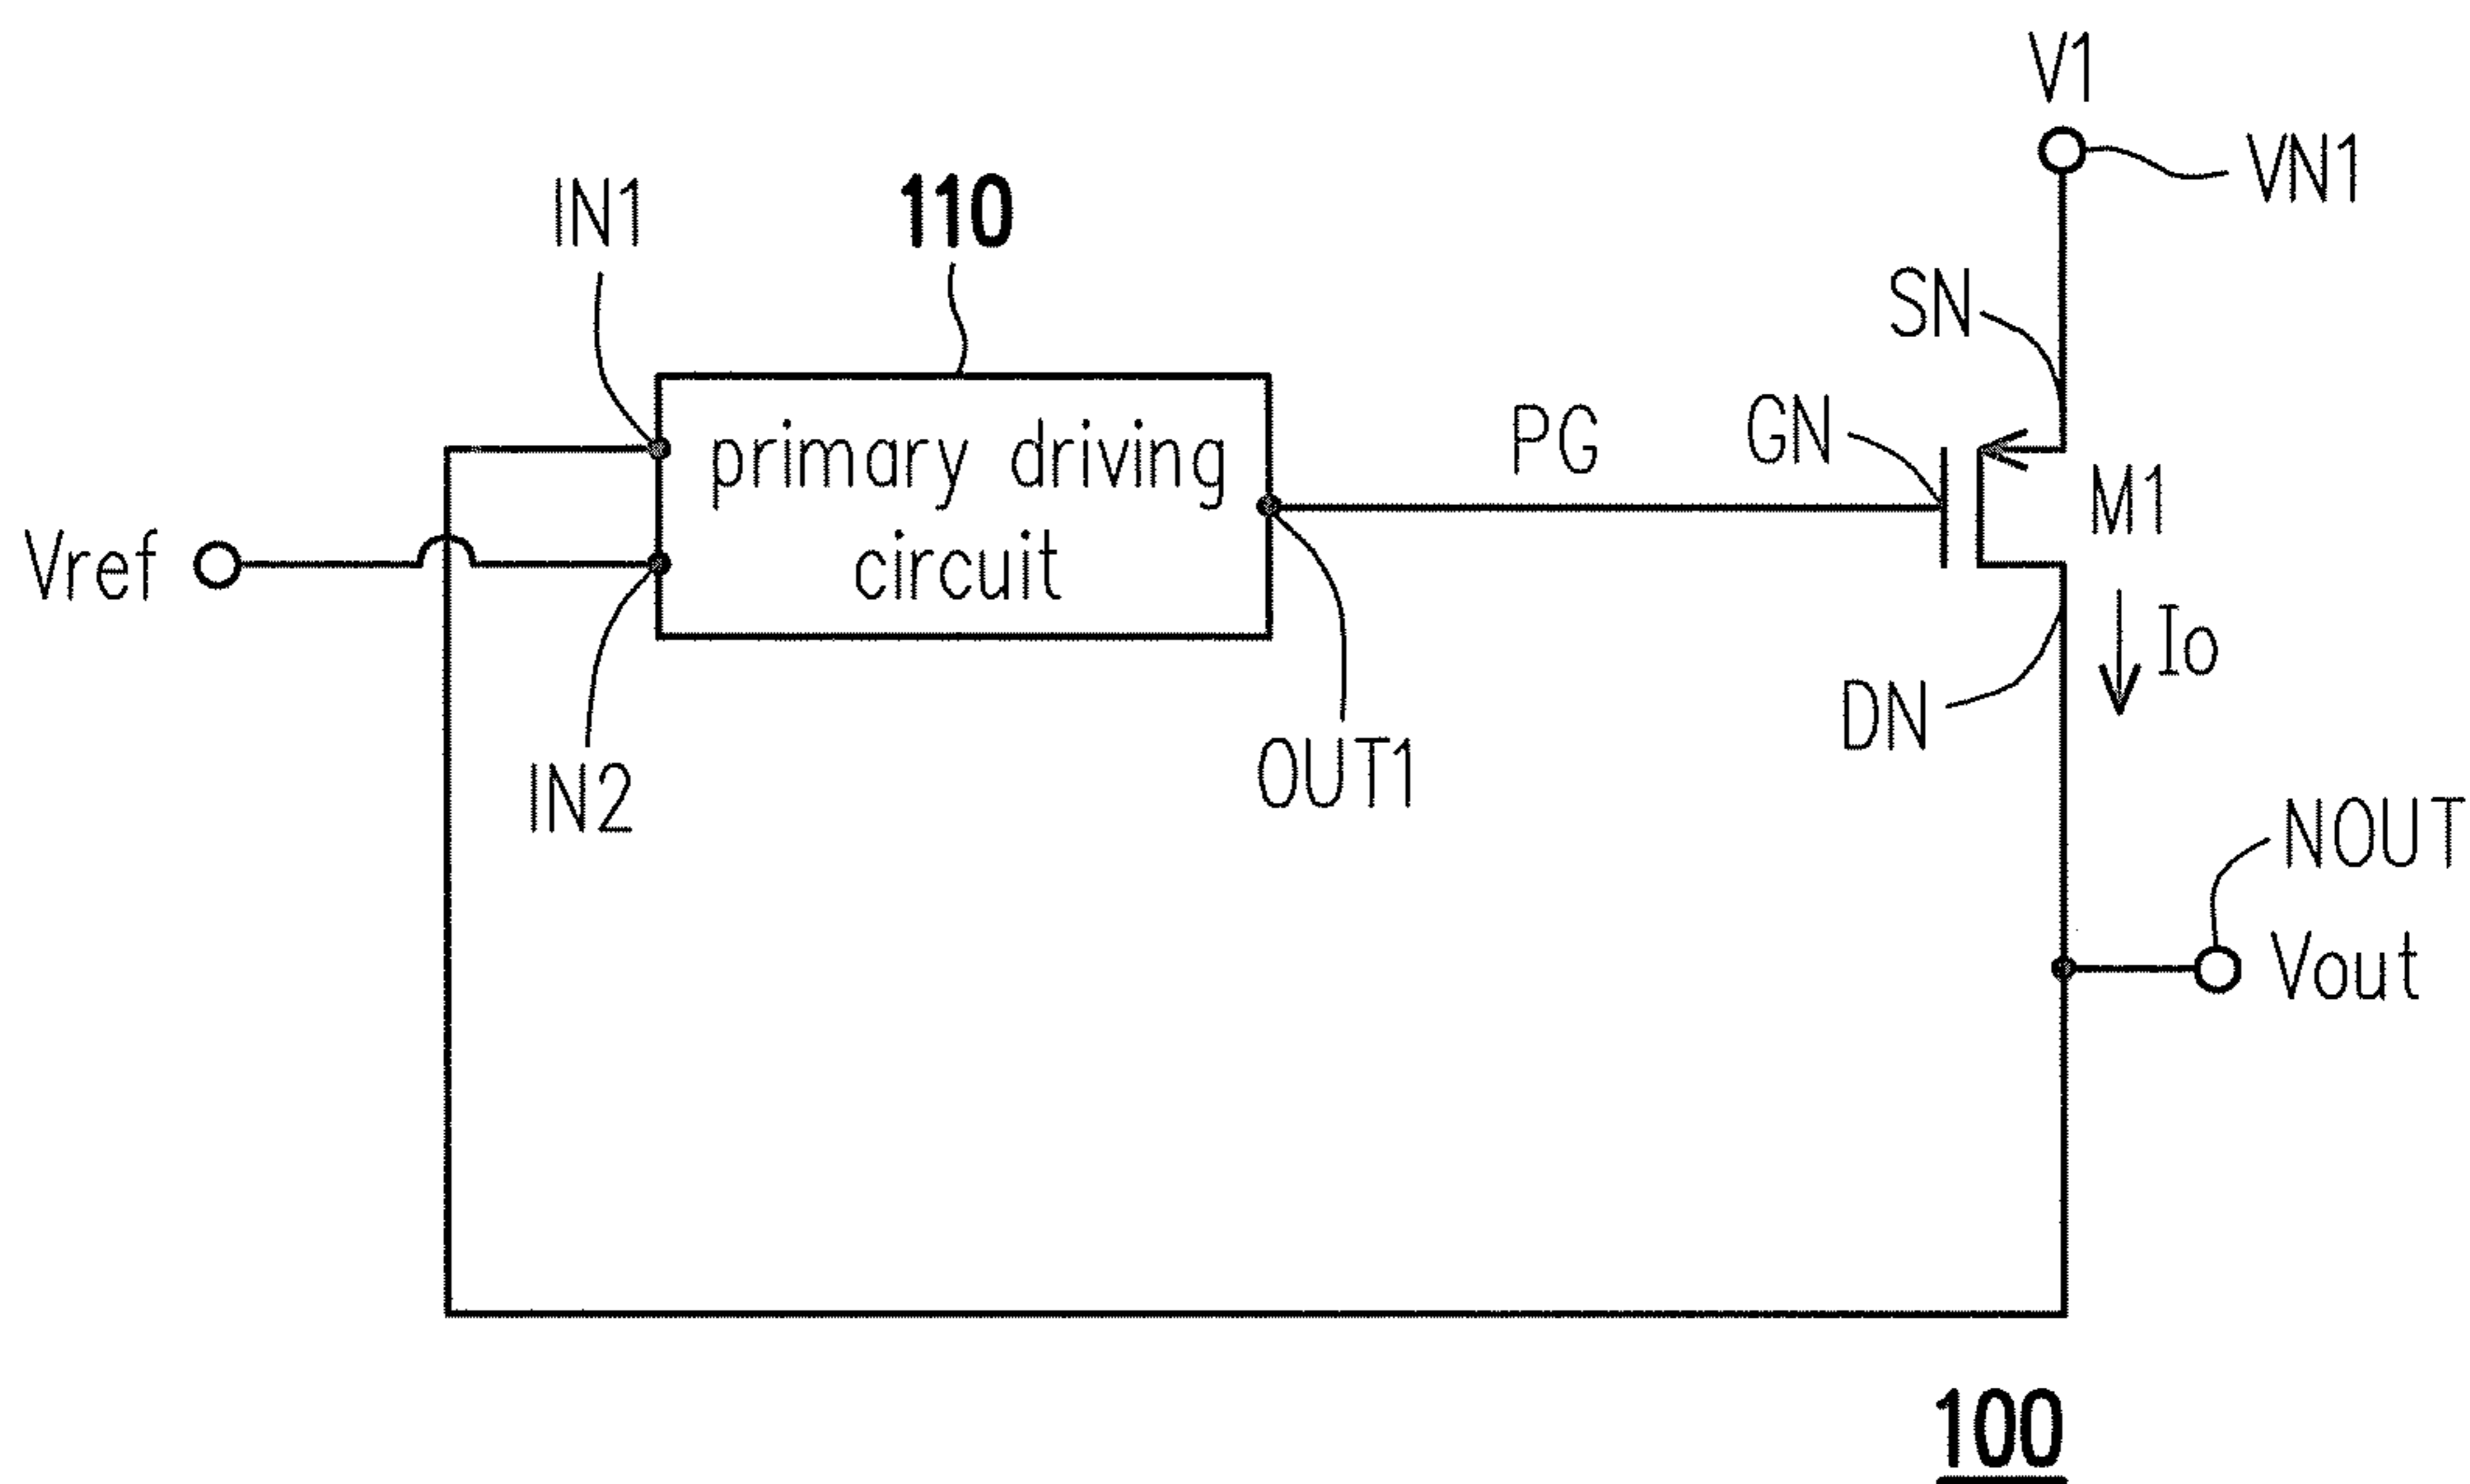 V1
VN1
IN1
110
SN
PG
GN
primary driving
circuit
M1
Vref
Io
DN
IN2
OUT1
NOUT
Vout
100